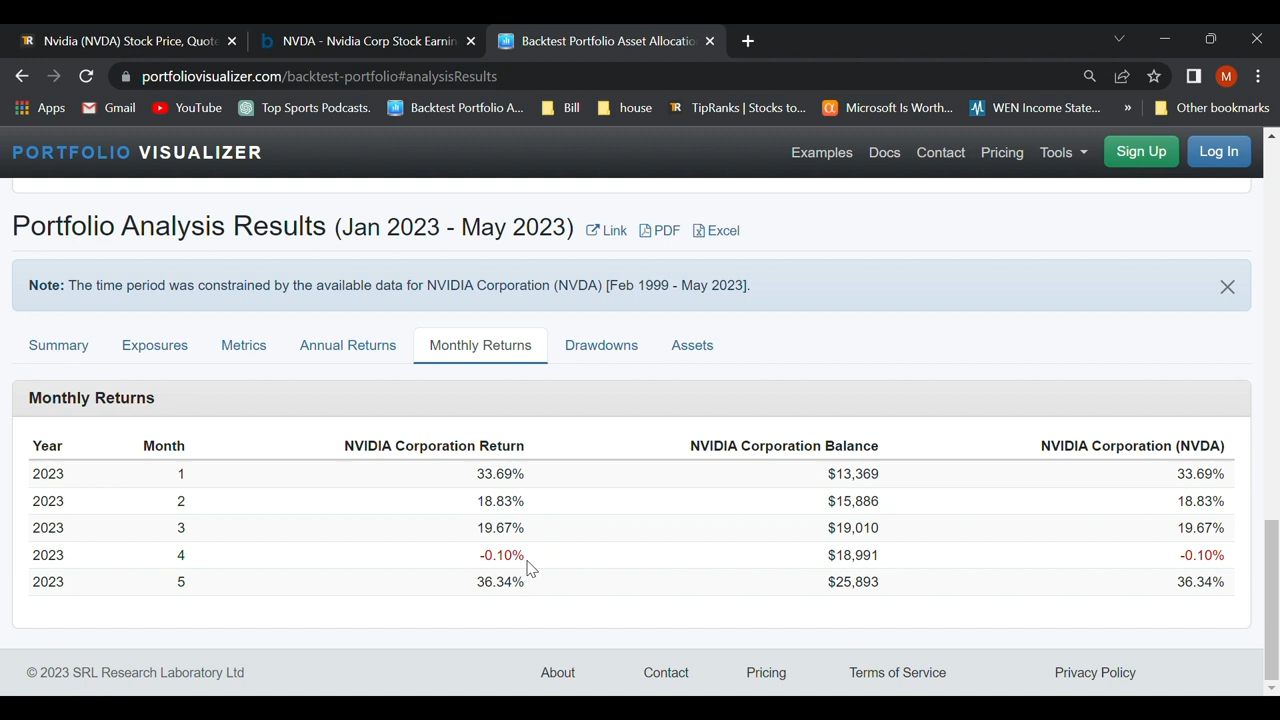 Nvidia (NVDA) Stock Price, Quot
NVDA - Nvidia Corp Stock Earnin
Backtest Portfolio Asset Allocatio
portfoliovisualizer.com/backtest-portfolio#analysisResults
M
Apps Gmail YouTube Top Sports Podcasts. Backtest Portfolio A... Bill house TipRanks | Stocks to... Microsoft Is Worth... WEN Income State... » Other bookmarks
PORTFOLIO VISUALIZER
Examples Docs Contact Pricing Tools Sign Up Log In
Portfolio Analysis Results (Jan 2023 - May 2023) Link PDF Excel
Note: The time period was constrained by the available data for NVIDIA Corporation (NVDA) [Feb 1999 - May 2023].
Summary Exposures Metrics Annual Returns Monthly Returns Drawdowns Assets
Monthly Returns
Year Month NVIDIA Corporation Return NVIDIA Corporation Balance NVIDIA Corporation (NVDA)
2023 1 33.69% $13,369 33.69%
2023 2 18.83% $15,886 18.83%
2023 3 19.67% $19,010 19.67%
2023 4 -0.10% $18,991 -0.10%
2023 5 36.34% $25,893 36.34%
© 2023 SRL Research Laboratory Ltd About Contact Pricing Terms of Service Privacy Policy